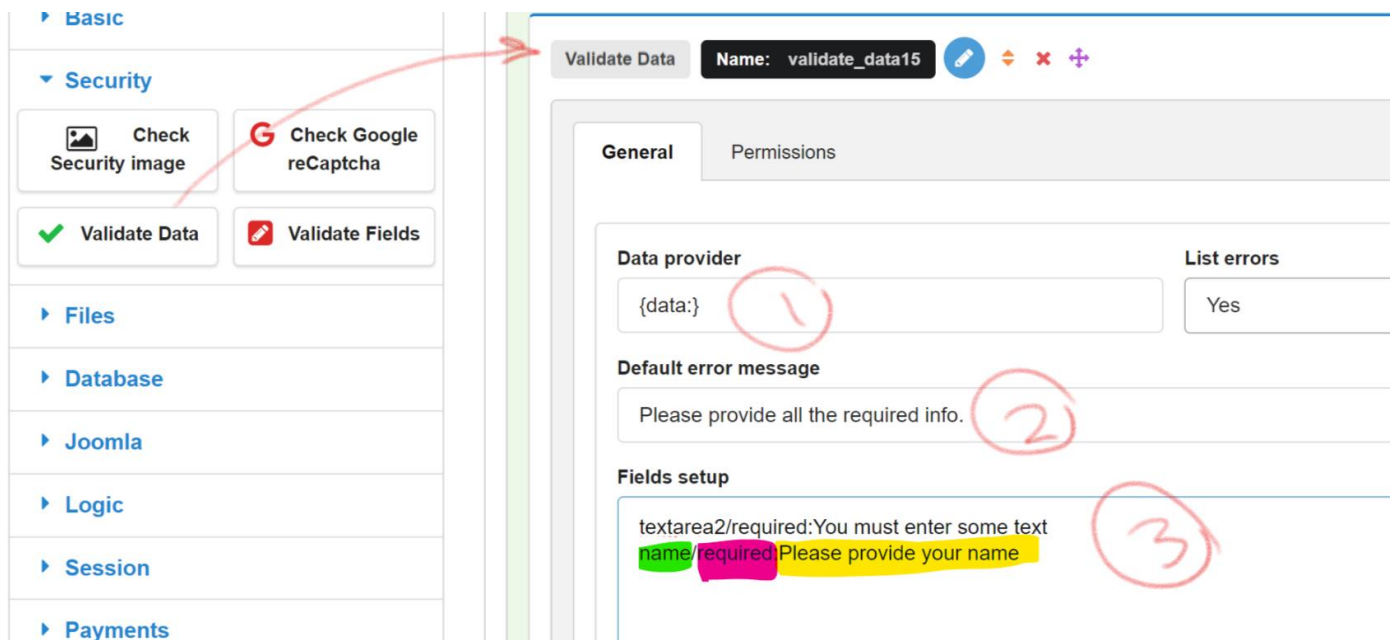 Basic
Security
Check
Security image
Check Google
reCaptcha
Validate Data
Validate Fields
Files
Database
Joomla
Logic
Session
Payments
Validate Data
Name: validate_data15
General
Permissions
Data provider
List errors
{data:}
1
Yes
Default error message
Please provide all the required info.
2
Fields setup
textarea2/required:You must enter some text
name/required:Please provide your name
3